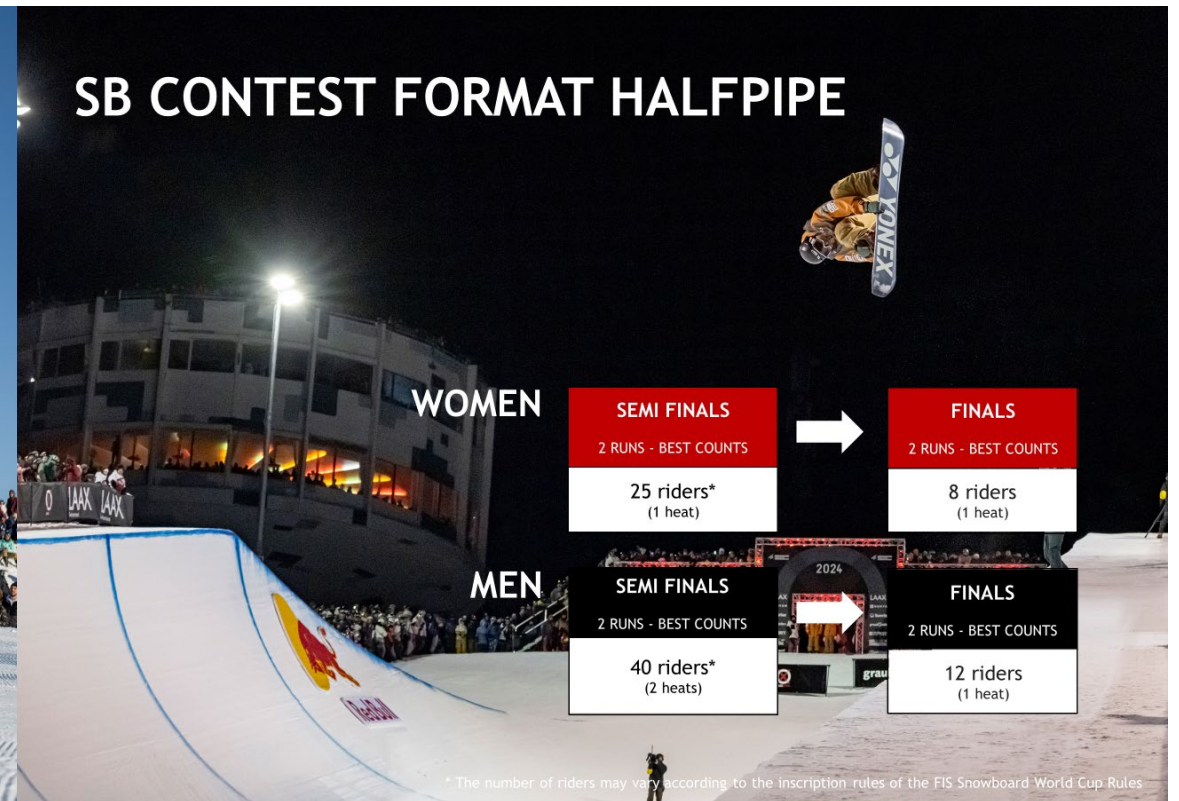 SB CONTEST FORMAT HALFPIPE
YONEX
WOMEN
SEMI FINALS
2 RUNS - BEST COUNTS
25 riders*
(1 heat)
FINALS
2 RUNS - BEST COUNTS
8 riders
(1 heat)
LAAX
LAAX
2024
MEN
SEMI FINALS
2 RUNS - BEST COUNTS
40 riders*
(2 heats)
FINALS
2 RUNS - BEST COUNTS
12 riders
(1 heat)
LAAX
grau
Red Bull
* The number of riders may vary according to the inscription rules of the FIS Snowboard World Cup Rules